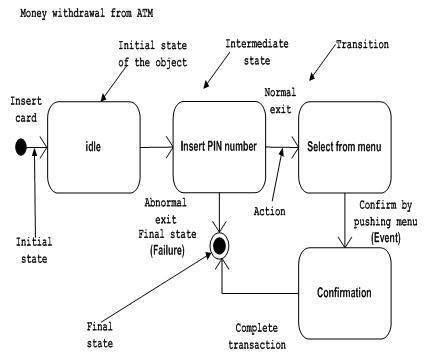 Money withdrawal from ATM
Initial state
of the object
Intermediate
state
Transition
Insert
card
Normal
exit
idle
Insert PIN number
Select from menu
Abnormal
exit
Final state
(Failure)
Action
Confirm by
pushing menu
(Event)
Initial
state
Confirmation
Final
state
Complete
transaction